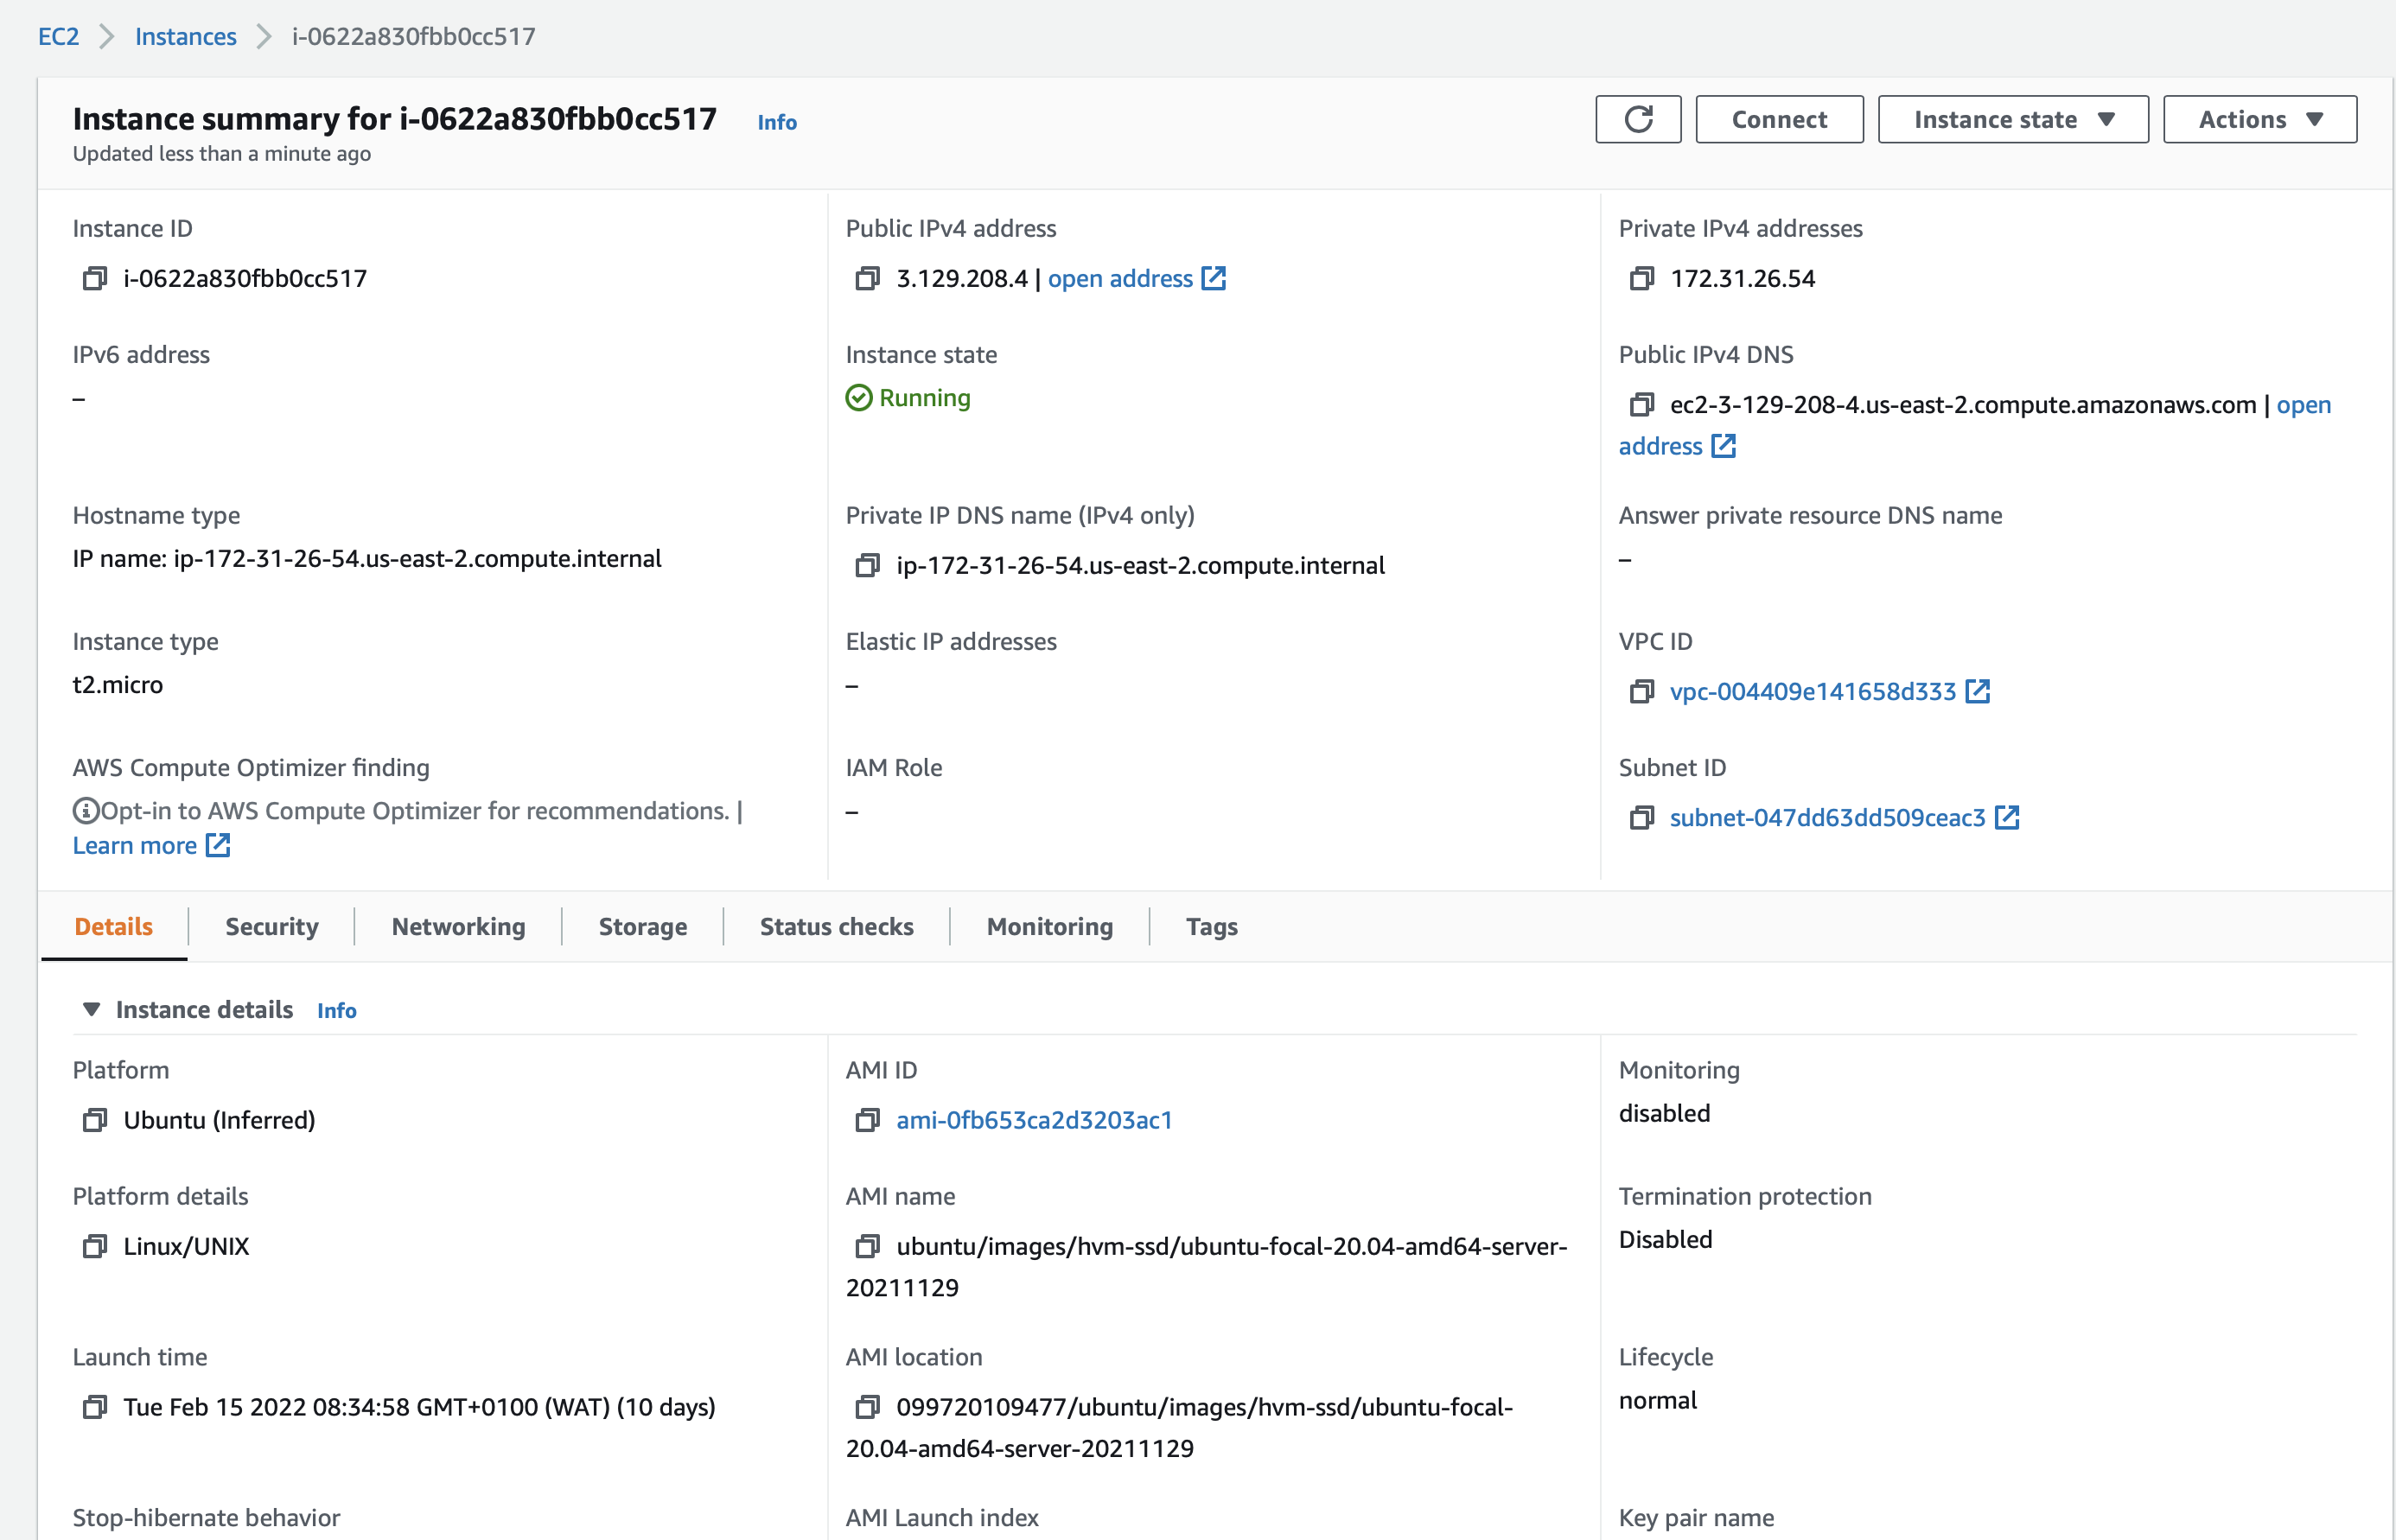 EC2 Instances i-0622a830fbb0cc517
Instance summary for i-0622a830fbb0cc517 Info
Updated less than a minute ago
Connect
Instance state
Actions
Instance ID
i-0622a830fbb0cc517
Public IPv4 address
3.129.208.4 | open address
Private IPv4 addresses
172.31.26.54
IPv6 address
–
Instance state
Running
Public IPv4 DNS
ec2-3-129-208-4.us-east-2.compute.amazonaws.com | open
address
Hostname type
IP name: ip-172-31-26-54.us-east-2.compute.internal
Private IP DNS name (IPv4 only)
ip-172-31-26-54.us-east-2.compute.internal
Answer private resource DNS name
–
Instance type
t2.micro
Elastic IP addresses
–
VPC ID
vpc-004409e141658d333
AWS Compute Optimizer finding
Opt-in to AWS Compute Optimizer for recommendations. |
Learn more
IAM Role
–
Subnet ID
subnet-047dd63dd509ceac3
Details Security Networking Storage Status checks Monitoring Tags
Instance details Info
Platform
Ubuntu (Inferred)
AMI ID
ami-0fb653ca2d3203ac1
Monitoring
disabled
Platform details
Linux/UNIX
AMI name
ubuntu/images/hvm-ssd/ubuntu-focal-20.04-amd64-server-
20211129
Termination protection
Disabled
Launch time
Tue Feb 15 2022 08:34:58 GMT+0100 (WAT) (10 days)
AMI location
099720109477/ubuntu/images/hvm-ssd/ubuntu-focal-
20.04-amd64-server-20211129
Lifecycle
normal
Stop-hibernate behavior
AMI Launch index
Key pair name